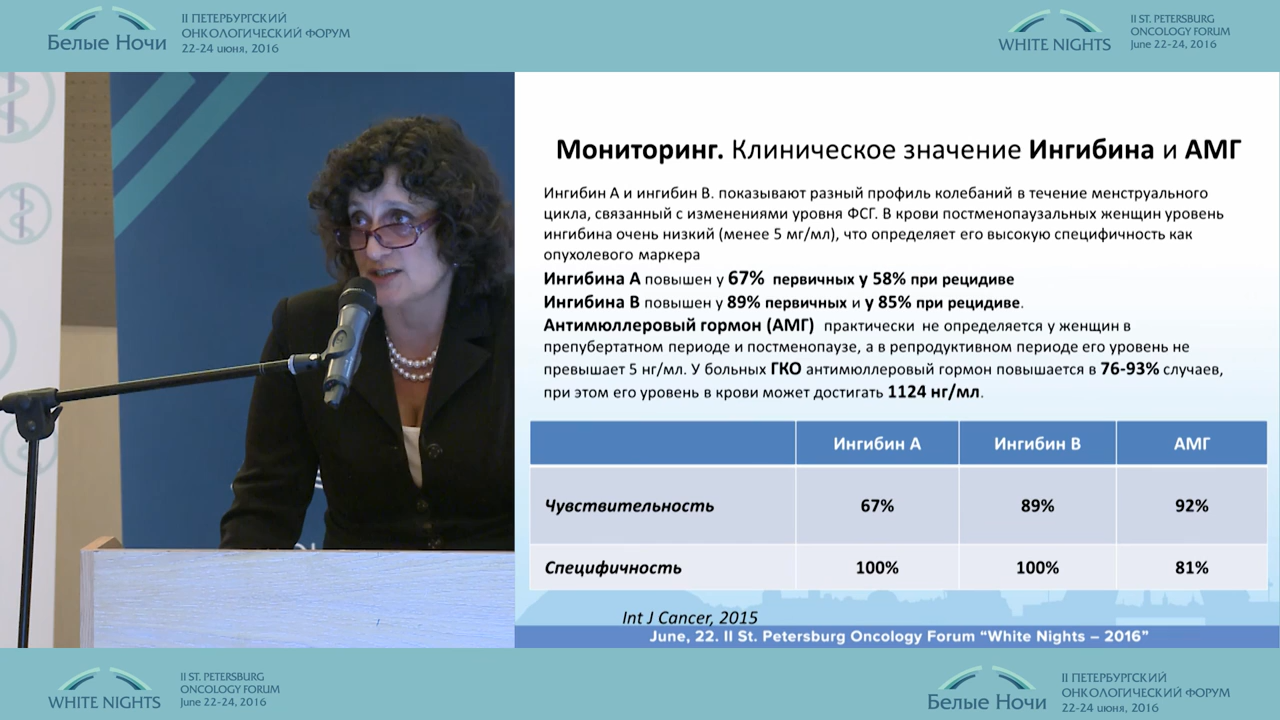 Белые Ночи
II ПЕТЕРБУРГСКИЙ
ОНКОЛОГИЧЕСКИЙ ФОРУМ
22-24 июня, 2016
WHITE NIGHTS
II ST. PETERSBURG
ONCOLOGY FORUM
June 22-24, 2016
Мониторинг. Клиническое значение Ингибина и АМГ
Ингибин А и ингибин В. показывают разный профиль колебаний в течение менструального
цикла, связанный с изменениями уровня ФСГ. В крови постменопаузальных женщин уровень
ингибина очень низкий (менее 5 мг/мл), что определяет его высокую специфичность как
опухолевого маркера
Ингибина А повышен у 67% первичных у 58% при рецидиве
Ингибина В повышен у 89% первичных и у 85% при рецидиве.
Антимюллеровый гормон (АМГ) практически не определяется у женщин в
препубертатном периоде и постменопаузе, а в репродуктивном периоде его уровень не
превышает 5 нг/мл. У больных ГКО антимюллеровый гормон повышается в 76-93% случаев,
при этом его уровень в крови может достигать 1124 нг/мл.
Ингибин А Ингибин В АМГ
Чувствительность 67% 89% 92%
Специфичность 100% 100% 81%
Int J Cancer, 2015
June, 22. II St. Petersburg Oncology Forum “White Nights – 2016”
WHITE NIGHTS
II ST. PETERSBURG
ONCOLOGY FORUM
June 22-24, 2016
Белые Ночи
II ПЕТЕРБУРГСКИЙ
ОНКОЛОГИЧЕСКИЙ ФОРУМ
22-24 июня, 2016